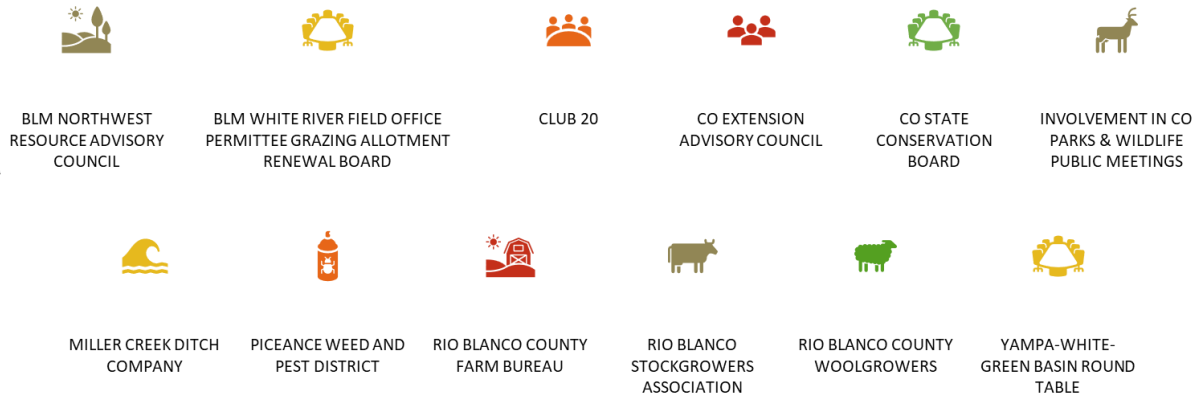 BLM NORTHWEST
RESOURCE ADVISORY
COUNCIL
BLM WHITE RIVER FIELD OFFICE
PERMITTEE GRAZING ALLOTMENT
RENEWAL BOARD
CLUB 20
CO EXTENSION
ADVISORY COUNCIL
CO STATE
CONSERVATION
BOARD
INVOLVEMENT IN CO
PARKS & WILDLIFE
PUBLIC MEETINGS
MILLER CREEK DITCH
COMPANY
PICEANCE WEED AND
PEST DISTRICT
RIO BLANCO COUNTY
FARM BUREAU
RIO BLANCO
STOCKGROWERS
ASSOCIATION
RIO BLANCO COUNTY
WOOLGROWERS
YAMPA-WHITE-
GREEN BASIN ROUND
TABLE